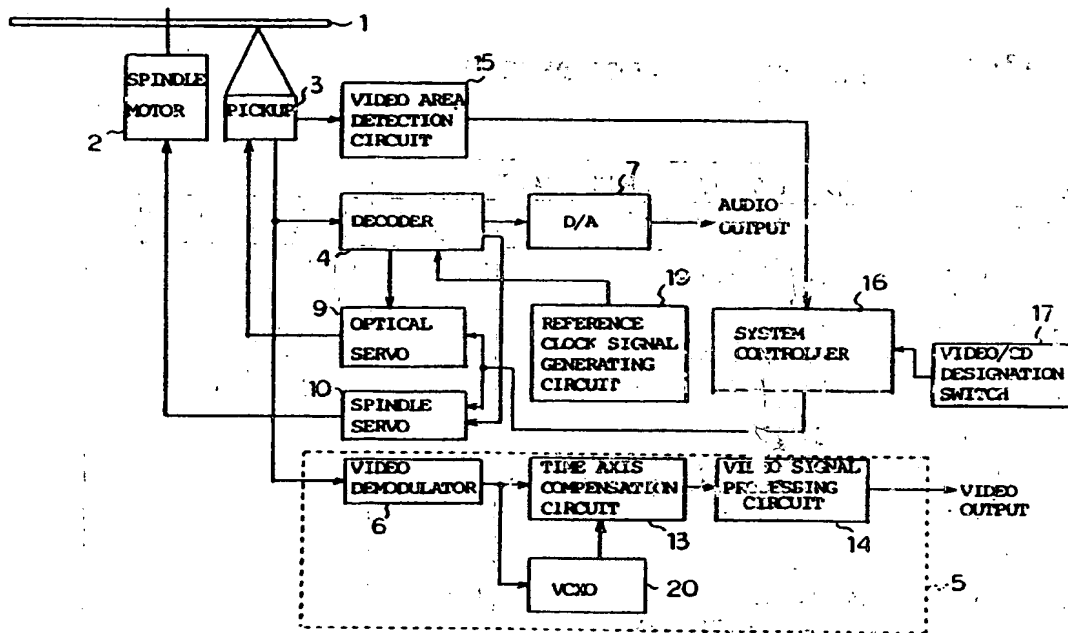 1
SPINDLE
MOTOR
2
PICKUP
3
15
VIDEO AREA
DETECTION
CIRCUIT
DECODER
4
7
D/A
AUDIO
OUTPUT
9
OPTICAL
SERVO
19
REFERENCE
CLOCK SIGNAL
GENERATING
CIRCUIT
16
SYSTEM
CONTROLLER
17
VIDEO/CD
DESIGNATION
SWITCH
10
SPINDLE
SERVO
VIDEO
DEMODULATOR
6
TIME AXIS
COMPENSATION
CIRCUIT
13
VIDEO SIGNAL
PROCESSING
CIRCUIT
14
VIDEO
OUTPUT
VCXO
20
5